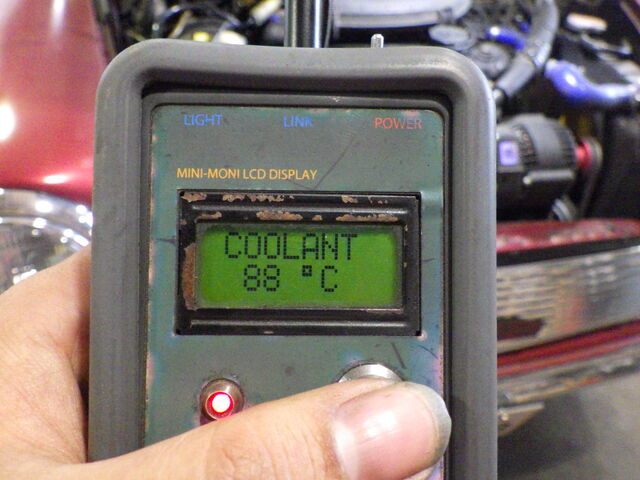 LIGHT LINK POWER
MINI-MONI LCD DISPLAY
COOLANT
88 °C